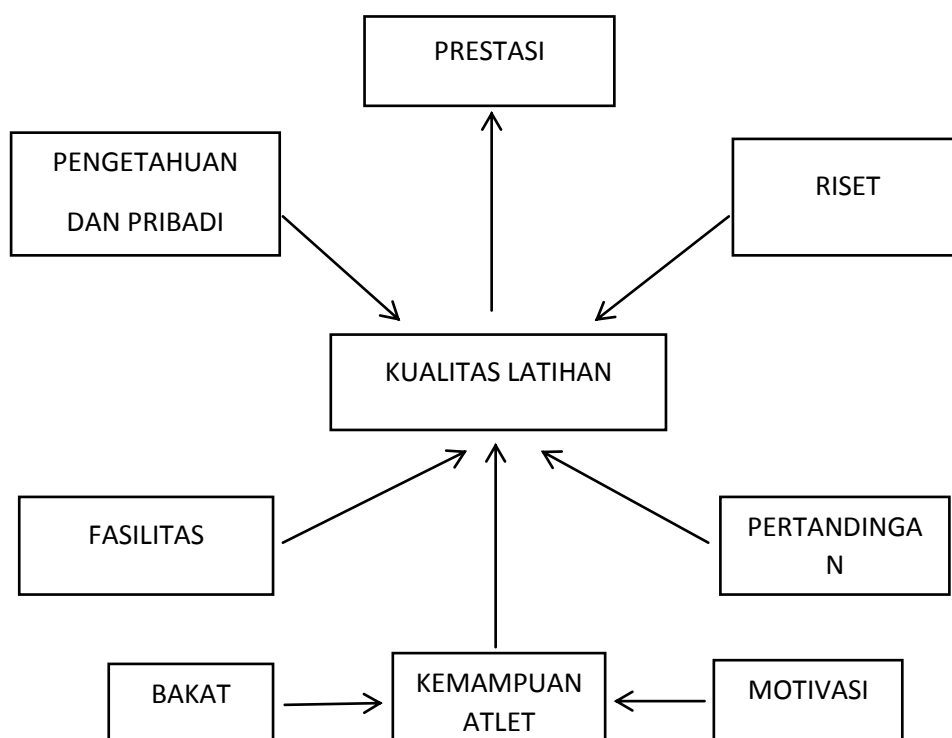 PRESTASI
PENGETAHUAN
DAN PRIBADI
RISET
KUALITAS LATIHAN
FASILITAS
PERTANDINGA
N
BAKAT
KEMAMPUAN
ATLET
MOTIVASI